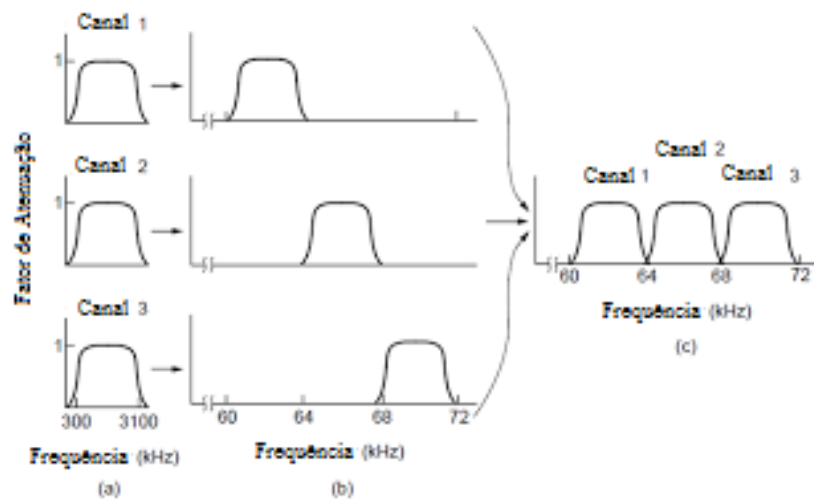 Canal 1
1
Canal 2
1
Canal 3
1
Fator de Atenuação
300 3100
Frequência (kHz)
(a)
60 64 68 72
Frequência (kHz)
(b)
Canal 2
Canal 1 Canal 3
60 64 68 72
Frequência (kHz)
(c)